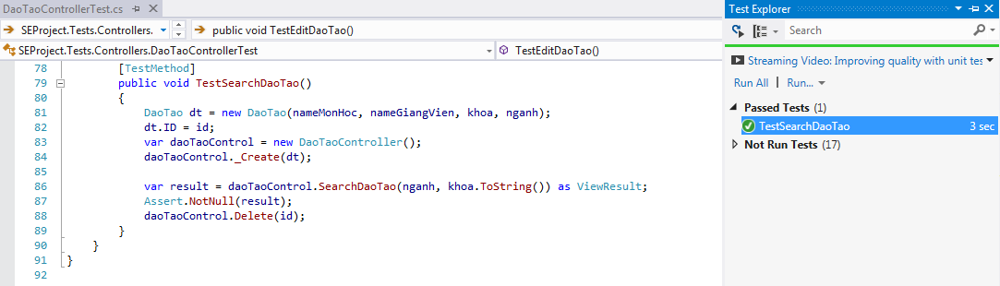 DaoTaoControllerTest.cs
SEProject.Tests.Controllers.
public void TestEditDaoTao()
SEProject.Tests.Controllers.DaoTaoControllerTest
TestEditDaoTao()
78 [TestMethod]
79 public void TestSearchDaoTao()
80 {
81 DaoTao dt = new DaoTao(nameMonHoc, nameGiangVien, khoa, nganh);
82 dt.ID = id;
83 var daoTaoControl = new DaoTaoController();
84 daoTaoControl._Create(dt);
85
86 var result = daoTaoControl.SearchDaoTao(nganh, khoa.ToString()) as ViewResult;
87 Assert.NotNull(result);
88 daoTaoControl.Delete(id);
89 }
90 }
91 }
92
Test Explorer
Search
Streaming Video: Improving quality with unit tes
Run All | Run...
Passed Tests (1)
TestSearchDaoTao 3 sec
Not Run Tests (17)